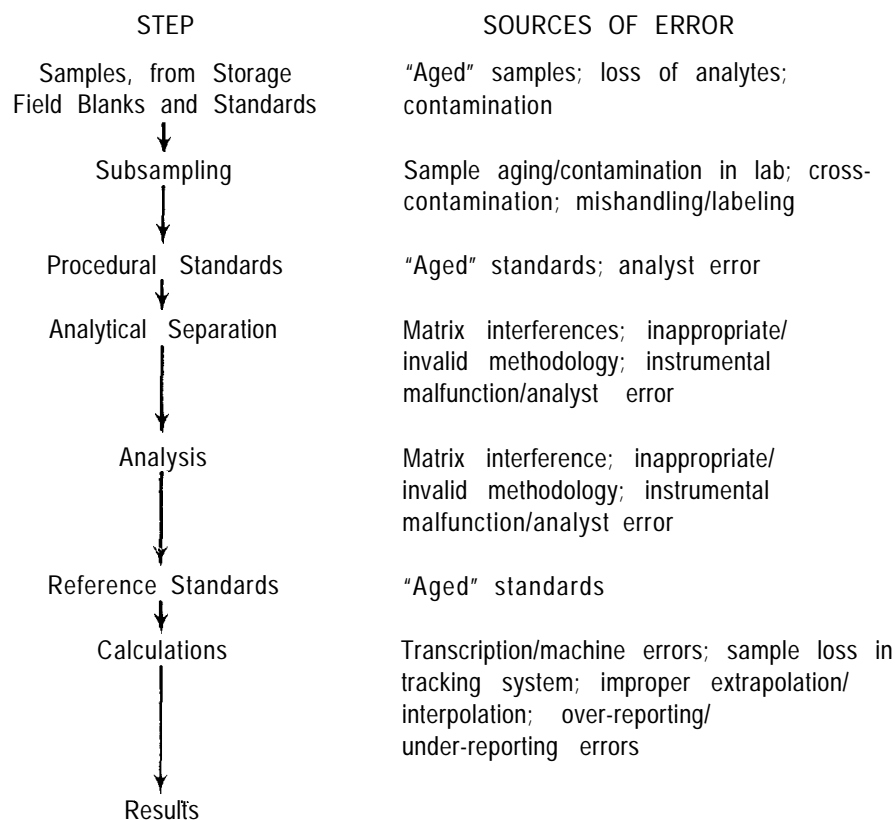 STEP SOURCES OF ERROR
Samples, from Storage "Aged" samples; loss of analytes;
Field Blanks and Standards contamination
Subsampling Sample aging/contamination in lab; cross-
contamination; mishandling/labeling
Procedural Standards "Aged" standards; analyst error
Analytical Separation Matrix interferences; inappropriate/
invalid methodology; instrumental
malfunction/analyst error
Analysis Matrix interference; inappropriate/
invalid methodology; instrumental
malfunction/analyst error
Reference Standards "Aged" standards
Calculations Transcription/machine errors; sample loss in
tracking system; improper extrapolation/
interpolation; over-reporting/
under-reporting errors
Results